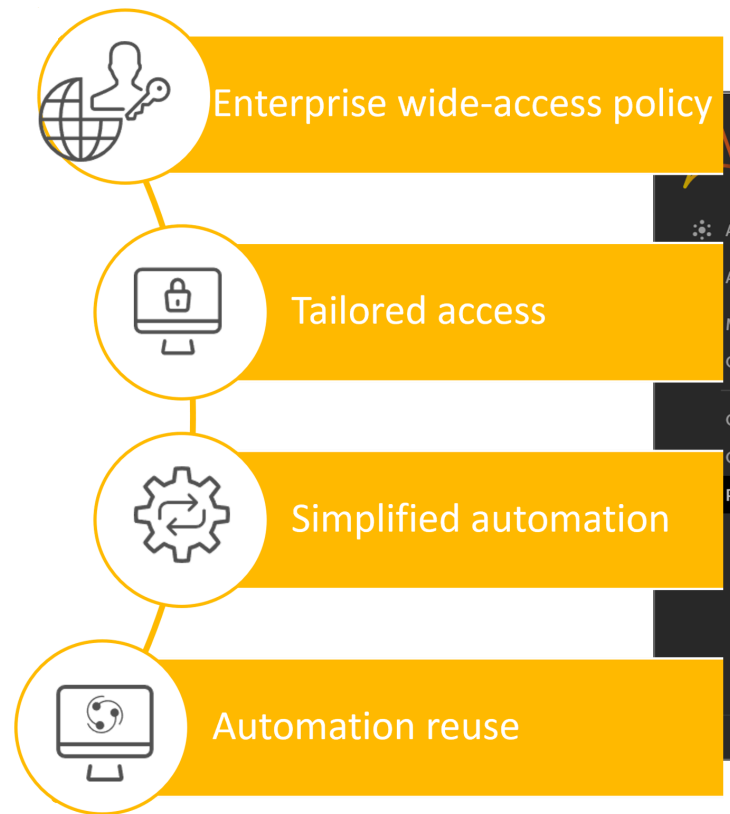 Enterprise wide-access policy
Tailored access
Simplified automation
Automation reuse